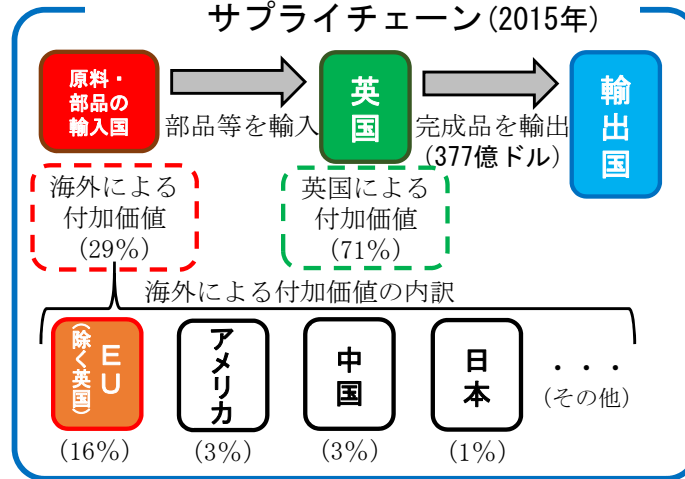 サプライチェーン(2015年)
原料・
部品の
輸入国
部品等を輸入
英国
完成品を輸出
(377億ドル)
輸出国
海外による
付加価値
(29%)
英国による
付加価値
(71%)
海外による付加価値の内訳
EU
(除く英国)
(16%)
アメリカ
(3%)
中国
(3%)
日本
(1%)
・・・
(その他)